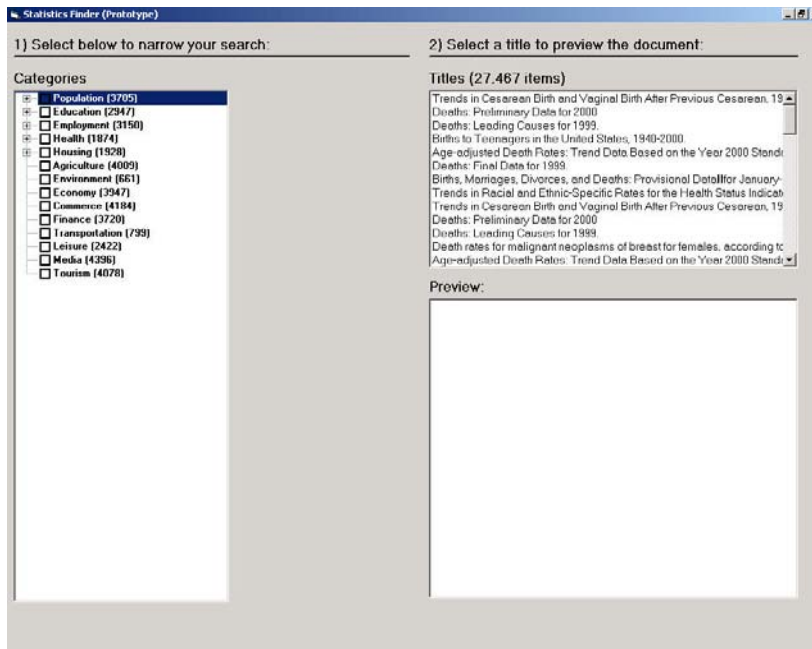 Statistics Finder (Prototype)
1) Select below to narrow your search:
Categories
Population (3705)
Education (2947)
Employment (3150)
Health (1874)
Housing (1928)
Agriculture (4009)
Environment (661)
Economy (3947)
Commerce (4184)
Finance (3720)
Transportation (799)
Leisure (2422)
Media (4396)
Tourism (4078)
2) Select a title to preview the document:
Titles (27.467 items)
Trends in Cesarean Birth and Vaginal Birth After Previous Cesarean, 19
Deaths: Preliminary Data for 2000
Deaths: Leading Causes for 1999.
Births to Teenagers in the United States, 1940-2000.
Age-adjusted Death Rates: Trend Data Based on the Year 2000 Standa
Deaths: Final Data for 1999.
Births, Marriages, Divorces, and Deaths: Provisional Data for January-
Trends in Racial and Ethnic-Specific Rates for the Health Status Indicat
Trends in Cesarean Birth and Vaginal Birth After Previous Cesarean, 19
Deaths: Preliminary Data for 2000
Deaths: Leading Causes for 1999.
Death rates for malignant neoplasms of breast for females, according to
Age-adjusted Death Rates: Trend Data Based on the Year 2000 Standa
Preview: